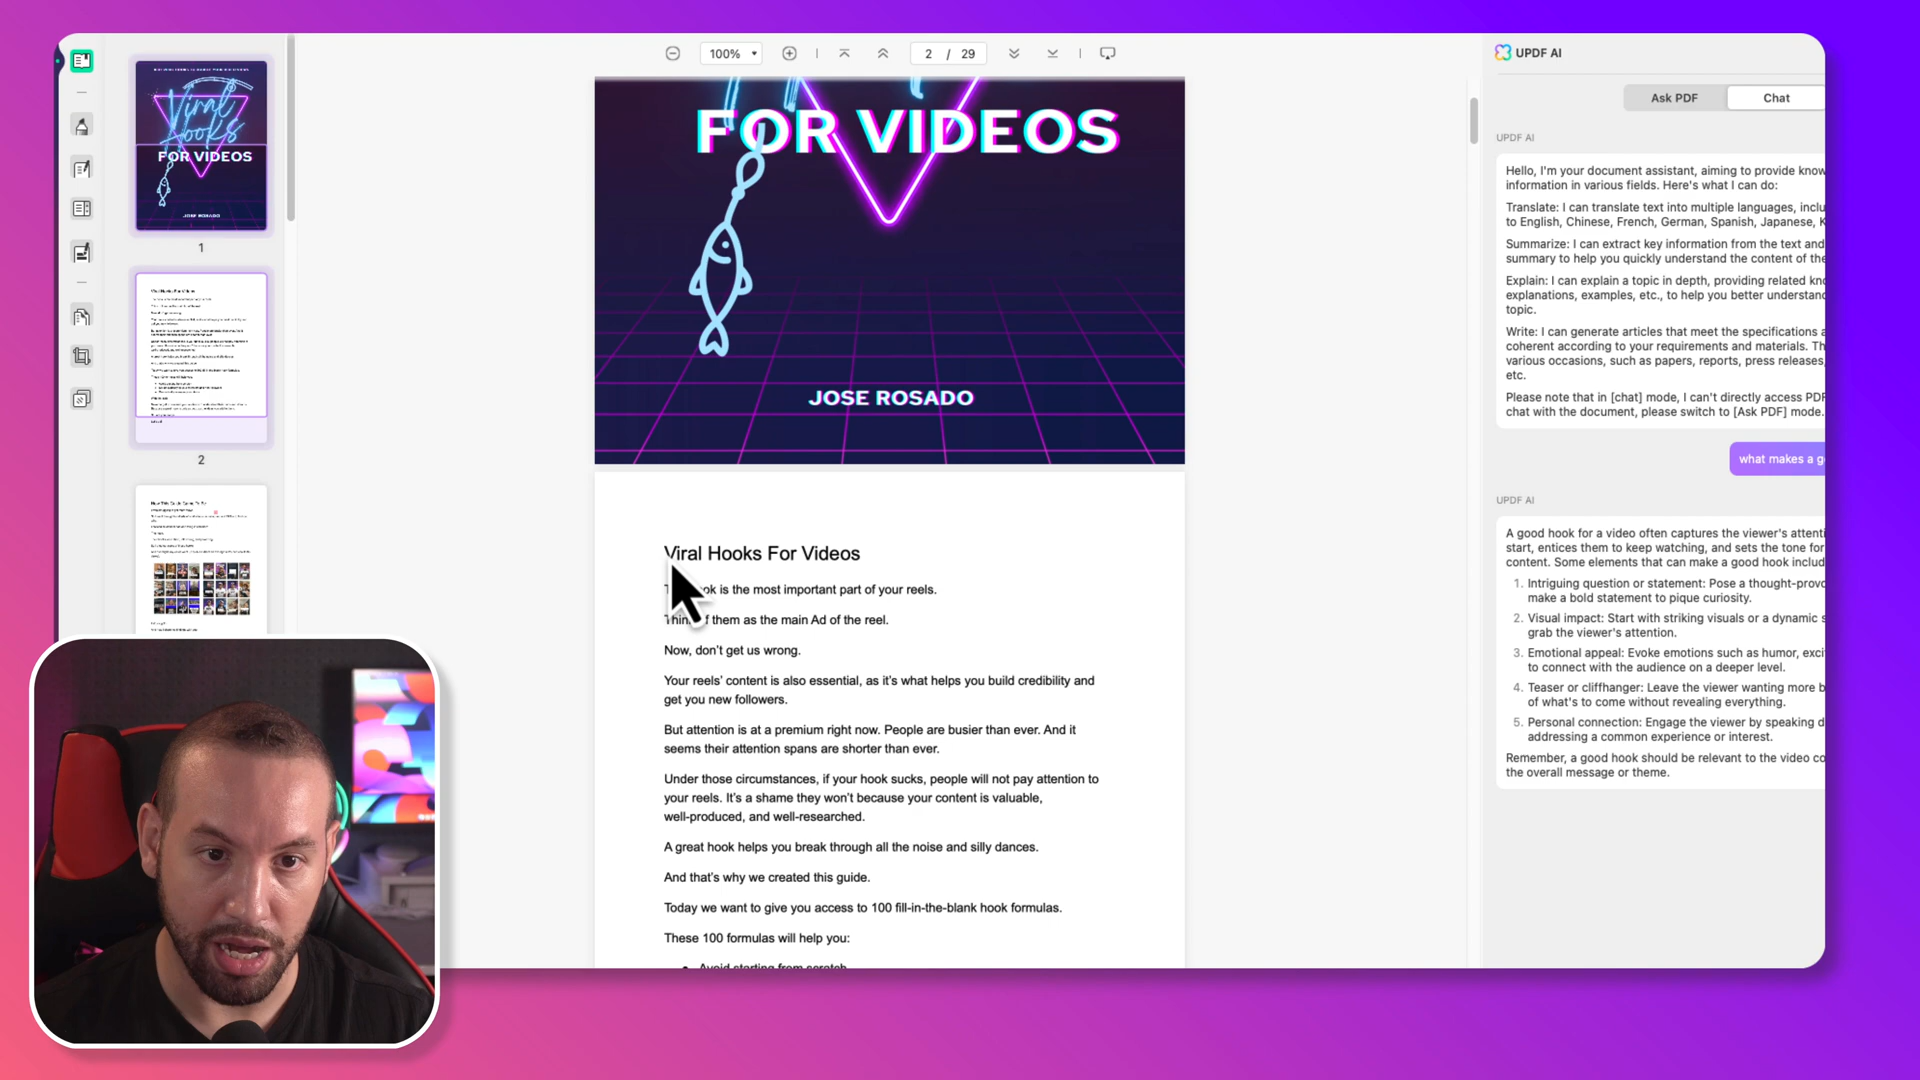 100%
2 / 29
Viral
Hooks
FOR VIDEOS
JOSE ROSADO
1
2
FOR VIDEOS
JOSE ROSADO
Viral Hooks For Videos
ok is the most important part of your reels.
them as the main Ad of the reel.
Now, don't get us wrong.
Your reels' content is also essential, as it's what helps you build credibility and
get you new followers.
But attention is at a premium right now. People are busier than ever. And it
seems their attention spans are shorter than ever.
Under those circumstances, if your hook sucks, people will not pay attention to
your reels. It's a shame they won't because your content is valuable,
well-produced, and well-researched.
A great hook helps you break through all the noise and silly dances.
And that's why we created this guide.
Today we want to give you access to 100 fill-in-the-blank hook formulas.
These 100 formulas will help you:
• Avoid starting from scratch
UPDF AI
Ask PDF
Chat
UPDF AI
Hello, I'm your document assistant, aiming to provide know
information in various fields. Here's what I can do:
Translate: I can translate text into multiple languages, inclu
to English, Chinese, French, German, Spanish, Japanese, K
Summarize: I can extract key information from the text and
summary to help you quickly understand the content of the
Explain: I can explain a topic in depth, providing related kno
explanations, examples, etc., to help you better understand
topic.
Write: I can generate articles that meet the specifications a
coherent according to your requirements and materials. Th
various occasions, such as papers, reports, press releases,
etc.
Please note that in [chat] mode, I can't directly access PDF
chat with the document, please switch to [Ask PDF] mode.
what makes a g
UPDF AI
A good hook for a video often captures the viewer's attenti
start, entices them to keep watching, and sets the tone for
content. Some elements that can make a good hook includ
1. Intriguing question or statement: Pose a thought-provo
make a bold statement to pique curiosity.
2. Visual impact: Start with striking visuals or a dynamic s
grab the viewer's attention.
3. Emotional appeal: Evoke emotions such as humor, exci
to connect with the audience on a deeper level.
4. Teaser or cliffhanger: Leave the viewer wanting more b
of what's to come without revealing everything.
5. Personal connection: Engage the viewer by speaking d
addressing a common experience or interest.
Remember, a good hook should be relevant to the video co
the overall message or theme.